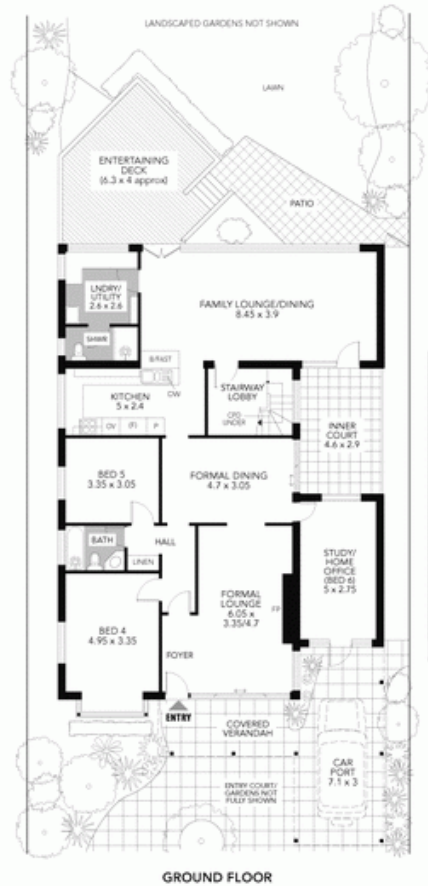 LANDSCAPED GARDENS NOT SHOWN
LAWN
ENTERTAINING
DECK
(6.3 x 4 approx)
PATIO
LNDRY/
UTILITY
2.6 x 2.6
FAMILY LOUNGE/DINING
8.45 x 3.9
SHWR
B/FAST
KITCHEN
5 x 2.4
DW
OV
(F)
P
STAIRWAY
LOBBY
CPD
UNDER
INNER
COURT
4.6 x 2.9
BED 5
3.35 x 3.05
FORMAL DINING
4.7 x 3.05
BATH
HALL
LINEN
STUDY/
HOME
OFFICE
(BED 6)
5 x 2.75
FORMAL
LOUNGE
6.05 x
3.35/4.7
FP
BED 4
4.95 x 3.35
FOYER
ENTRY
COVERED
VERANDAH
CAR
PORT
7.1 x 3
ENTRY COURT/
GARDENS NOT
FULLY SHOWN
GROUND FLOOR